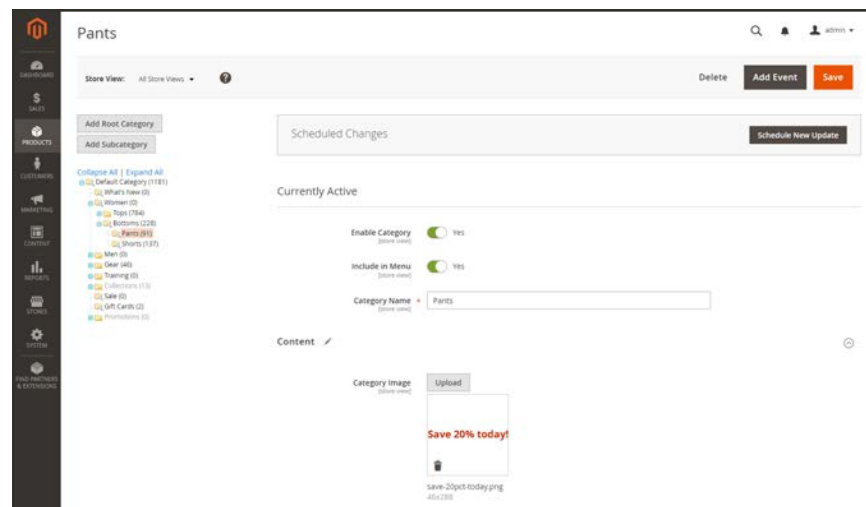 Pants
admin
DASHBOARD
SALES
PRODUCTS
CUSTOMERS
MARKETING
CONTENT
REPORTS
STORES
SYSTEM
FIND PARTNERS
& EXTENSIONS
Store View: All Store Views
?
Delete
Add Event
Save
Add Root Category
Add Subcategory
Collapse All | Expand All
Default Category (1181)
What's New (0)
Women (0)
Tops (784)
Bottoms (228)
Pants (91)
Shorts (137)
Men (0)
Gear (46)
Training (0)
Collections (13)
Sale (0)
Gift Cards (2)
Promotions (0)
Scheduled Changes
Schedule New Update
Currently Active
Enable Category
[store view]
Yes
Include in Menu
[store view]
Yes
Category Name *
[store view]
Pants
Content
Category Image
[store view]
Upload
Save 20% today!
save-20pct-today.png
46x288